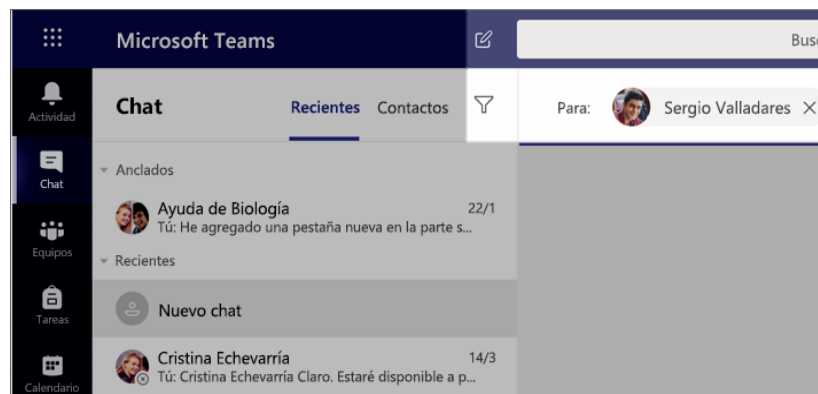 Microsoft Teams
Actividad
Chat
Recientes Contactos
Para: Sergio Valladares
Chat
Anclados
Ayuda de Biología 22/1
Tú: He agregado una pestaña nueva en la parte s...
Equipos
Recientes
Nuevo chat
Tareas
Cristina Echevarría 14/3
Tú: Cristina Echevarría Claro. Estaré disponible a p...
Calendario